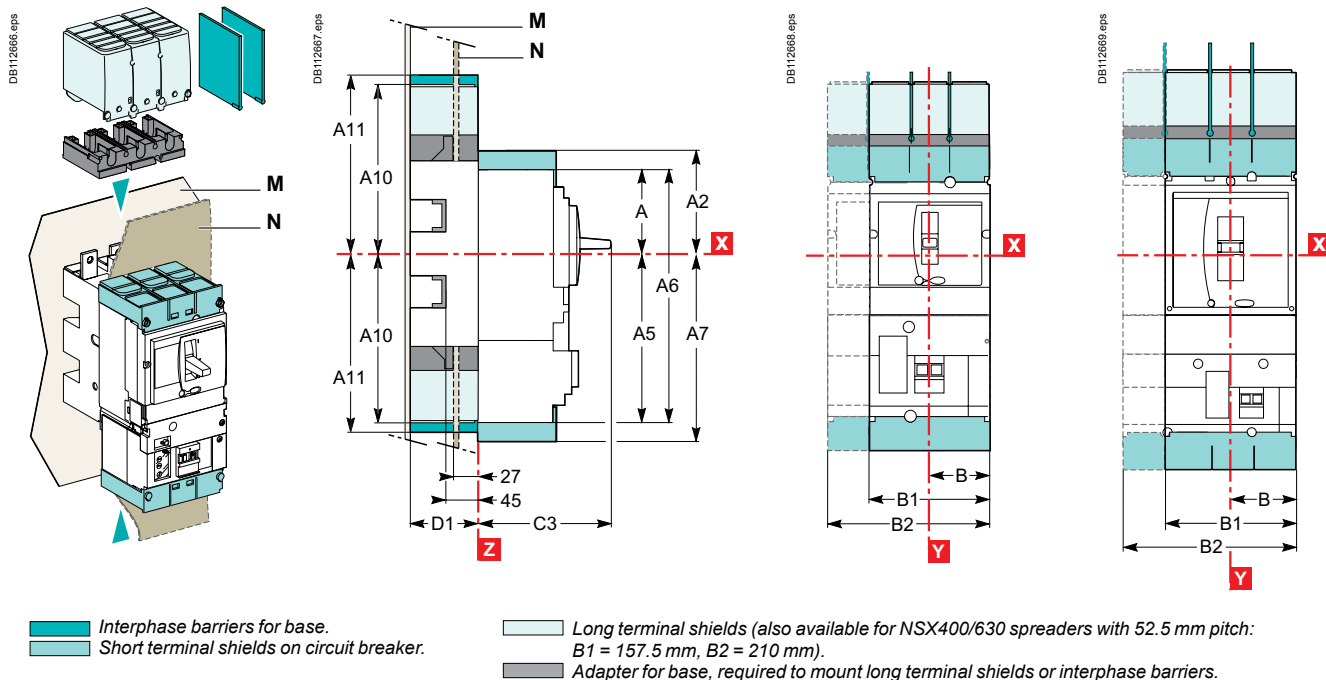 DB112666.eps
M
N
DB112667.eps
M
N
A11
A10
A10
A11
A
A2
X
A6
A5
A7
27
45
D1
C3
Z
DB112668.eps
X
B
B1
B2
Y
DB112669.eps
X
B
B1
B2
Y
Interphase barriers for base.
Short terminal shields on circuit breaker.
Long terminal shields (also available for NSX400/630 spreaders with 52.5 mm pitch:
B1 = 157.5 mm, B2 = 210 mm).
Adapter for base, required to mount long terminal shields or interphase barriers.